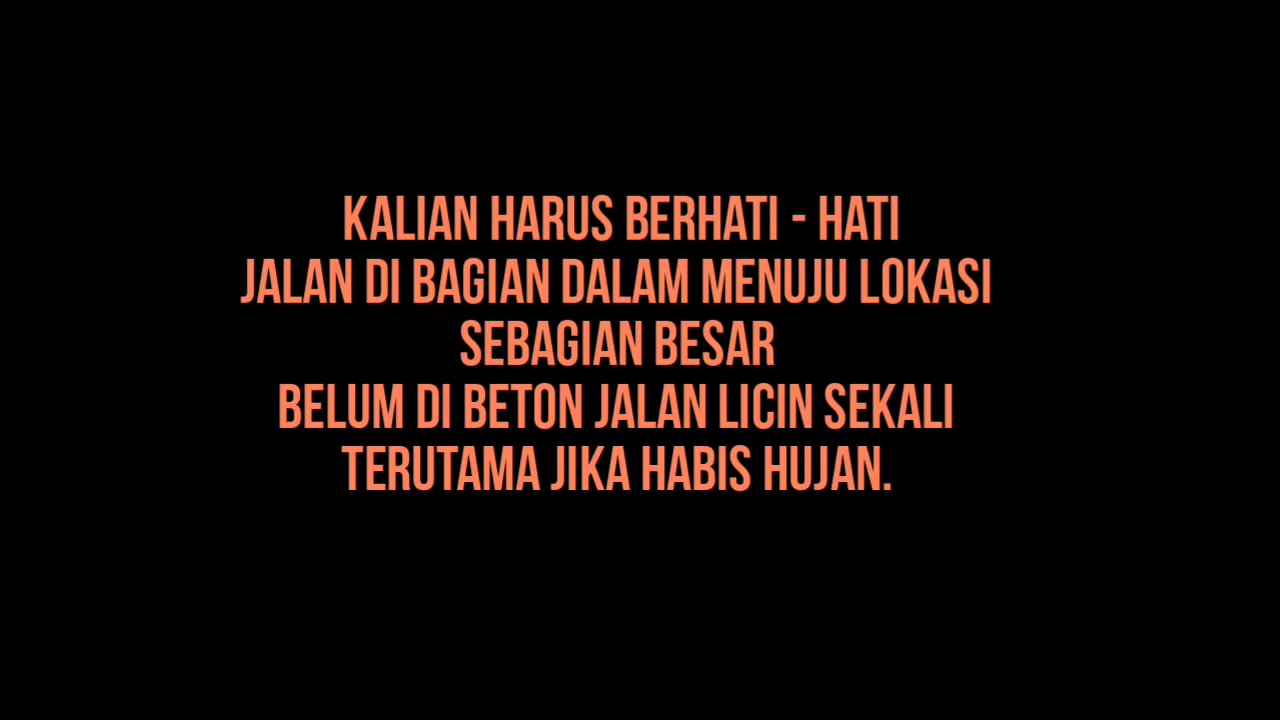 KALIAN HARUS BERHATI - HATI
JALAN DI BAGIAN DALAM MENUJU LOKASI
SEBAGIAN BESAR
BELUM DI BETON JALAN LICIN SEKALI
TERUTAMA JIKA HABIS HUJAN.